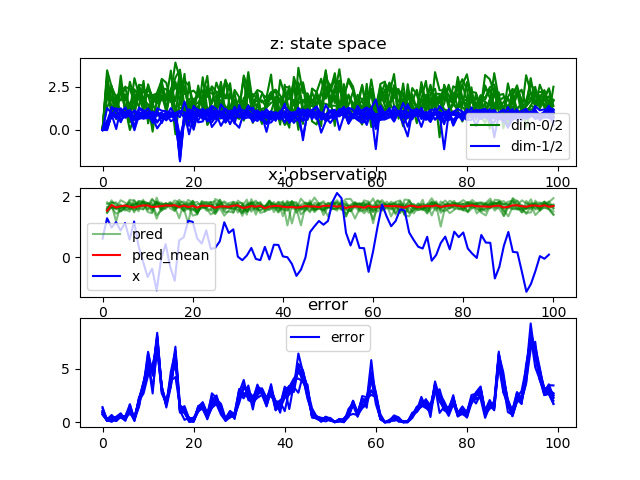 z: state space
2.5
0.0
dim-0/2
dim-1/2
0 20 40 60 80 100
x: observation
2
0
pred
pred_mean
x
0 20 40 60 80 100
error
error
5
0
0 20 40 60 80 100